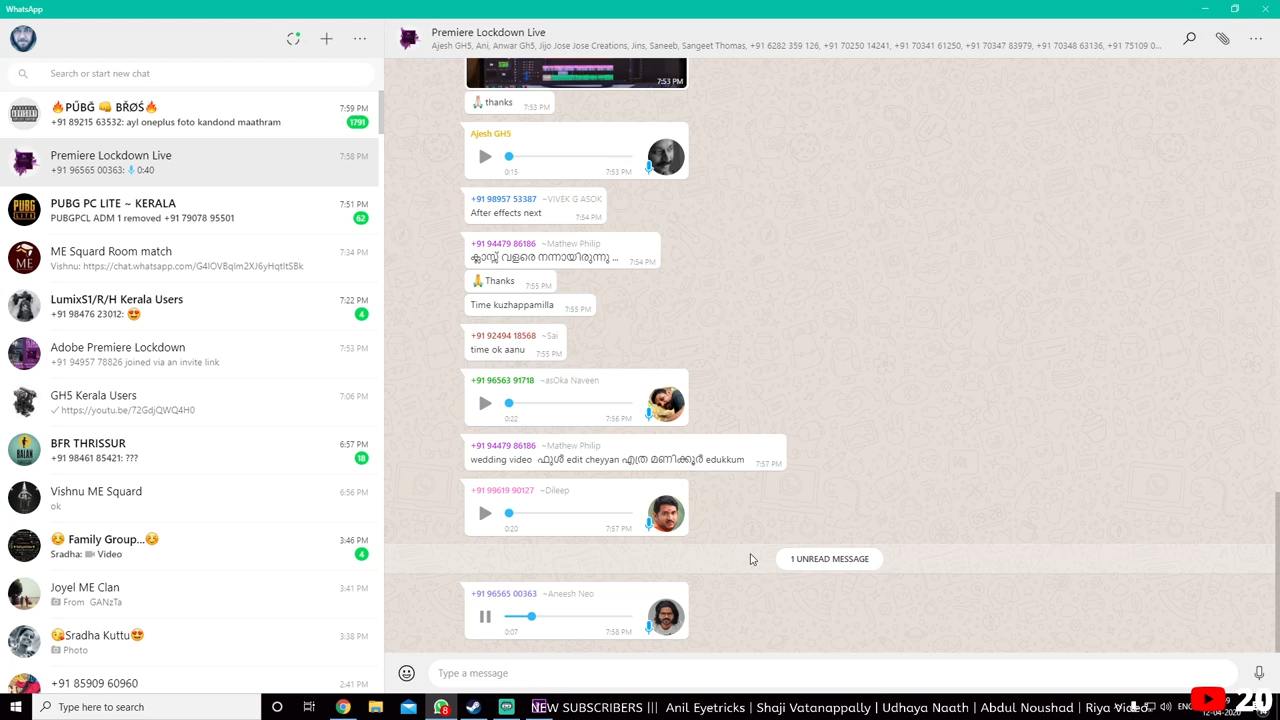 WhatsApp
Search or start new chat
🔥PŰBĞ 👊 BŘØŚ🔥 7:59 PM
+91 89215 63532: ayl oneplus foto kandond maathram 1791
Premiere Lockdown Live 7:58 PM
+91 96565 00363: 0:40
PUBG PC LITE ~ KERALA 7:51 PM
PUBGPCL ADM 1 removed +91 79078 95501 62
ME Squard Room match 7:34 PM
Vishnu: https://chat.whatsapp.com/G4lOVBqlm2XJ6yHqtltSBk
LumixS1/R/H Kerala Users 7:22 PM
+91 98476 23012: 😍 4
Adobe Premiere Lockdown 7:53 PM
+91 94957 78826 joined via an invite link
GH5 Kerala Users 7:06 PM
https://youtu.be/72GdjQWQ4H0
BFR THRISSUR 6:57 PM
+91 98461 85421: ??? 18
Vishnu ME Squard 6:56 PM
ok
☺️ Family Group...☺️ 3:46 PM
Sradha: Video 4
Joyel ME Clan 3:41 PM
From GANzTa
😘Sradha Kuttu😍 3:38 PM
Photo
+91 85909 60960 2:41 PM
Premiere Lockdown Live
Ajesh GH5, Ani, Anwar Gh5, Jijo Jose Jose Creations, Jins, Saneeb, Sangeet Thomas, +91 6282 359 126, +91 70250 14241, +91 70341 61250, +91 70347 83979, +91 70348 63136, +91 75109 0...
7:53 PM
🙏thanks 7:53 PM
Ajesh GH5
0:15 7:53 PM
+91 98957 53387 ~VIVEK G ASOK
After effects next 7:54 PM
+91 94479 86186 ~Mathew Philip
ക്ലാസ്സ് വളരെ നന്നായിരുന്നു ... 7:54 PM
🙏Thanks 7:55 PM
Time kuzhappamilla 7:55 PM
+91 92494 18568 ~Sai
time ok aanu 7:55 PM
+91 96563 91718 ~asOka Naveen
0:22 7:56 PM
+91 94479 86186 ~Mathew Philip
wedding video ഫുൾ edit cheyyan എത്ര മണിക്കൂർ edukkum 7:57 PM
+91 99619 90127 ~Dileep
0:20 7:57 PM
1 UNREAD MESSAGE
+91 96565 00363 ~Aneesh Neo
0:07 7:58 PM
Type a message
Type here to search
8
NEW SUBSCRIBERS ||| Anil Eyetricks | Shaji Vatanappally | Udhaya Naath | Abdul Noushad | Riya Video
20
12-04-2020